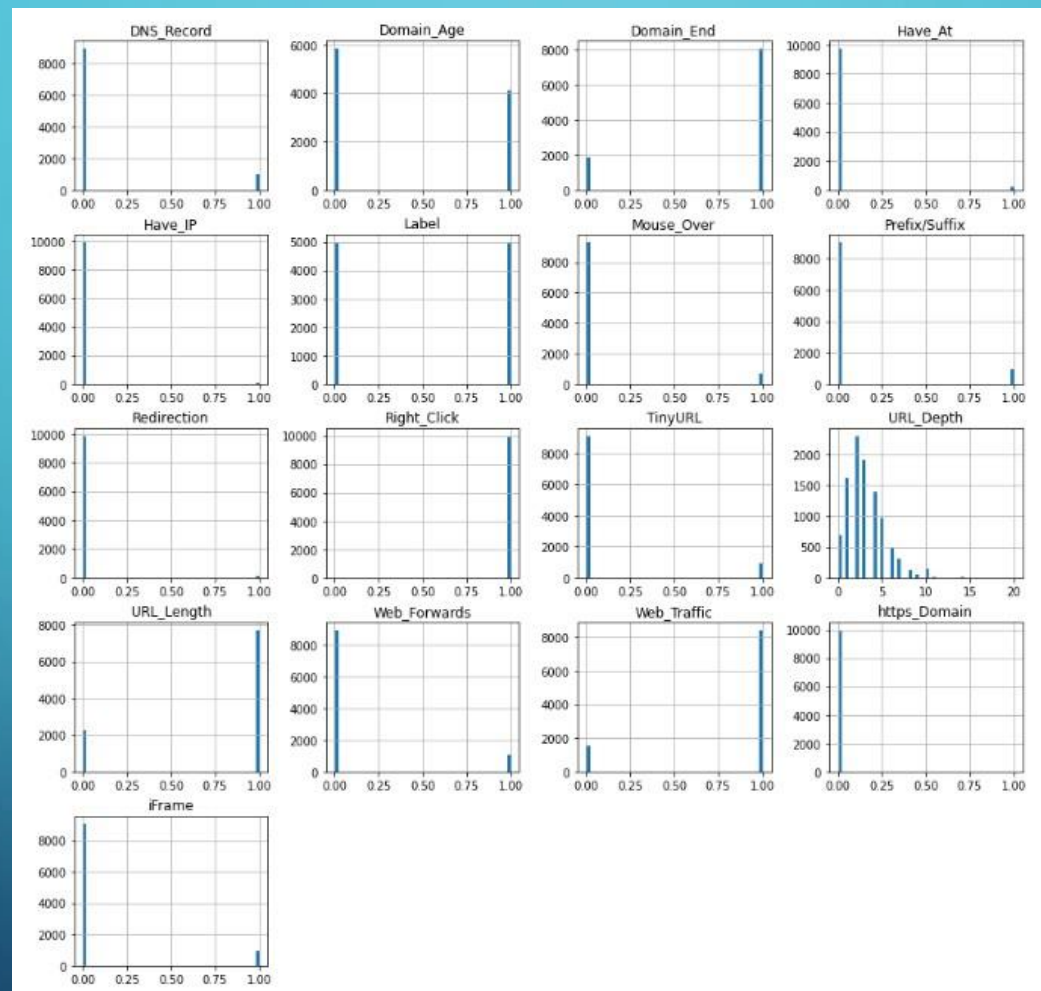 DNS_Record Domain_Age Domain_End Have_At
8000 6000 4000 2000 0
0.00 0.25 0.50 0.75 1.00
6000 4000 2000 0
0.00 0.25 0.50 0.75 1.00
8000 6000 4000 2000 0
0.00 0.25 0.50 0.75 1.00
10000 8000 6000 4000 2000 0
0.00 0.25 0.50 0.75 1.00
Have_IP Label Mouse_Over Prefix/Suffix
10000 8000 6000 4000 2000 0
0.00 0.25 0.50 0.75 1.00
5000 4000 3000 2000 1000 0
0.00 0.25 0.50 0.75 1.00
8000 6000 4000 2000 0
0.00 0.25 0.50 0.75 1.00
8000 6000 4000 2000 0
0.00 0.25 0.50 0.75 1.00
Redirection Right_Click TinyURL URL_Depth
10000 8000 6000 4000 2000 0
0.00 0.25 0.50 0.75 1.00
10000 8000 6000 4000 2000 0
0.00 0.25 0.50 0.75 1.00
8000 6000 4000 2000 0
0.00 0.25 0.50 0.75 1.00
2000 1500 1000 500 0
0 5 10 15 20
URL_Length Web_Forwards Web_Traffic https_Domain
8000 6000 4000 2000 0
0.00 0.25 0.50 0.75 1.00
8000 6000 4000 2000 0
0.00 0.25 0.50 0.75 1.00
8000 6000 4000 2000 0
0.00 0.25 0.50 0.75 1.00
10000 8000 6000 4000 2000 0
0.00 0.25 0.50 0.75 1.00
iFrame
8000 6000 4000 2000 0
0.00 0.25 0.50 0.75 1.00